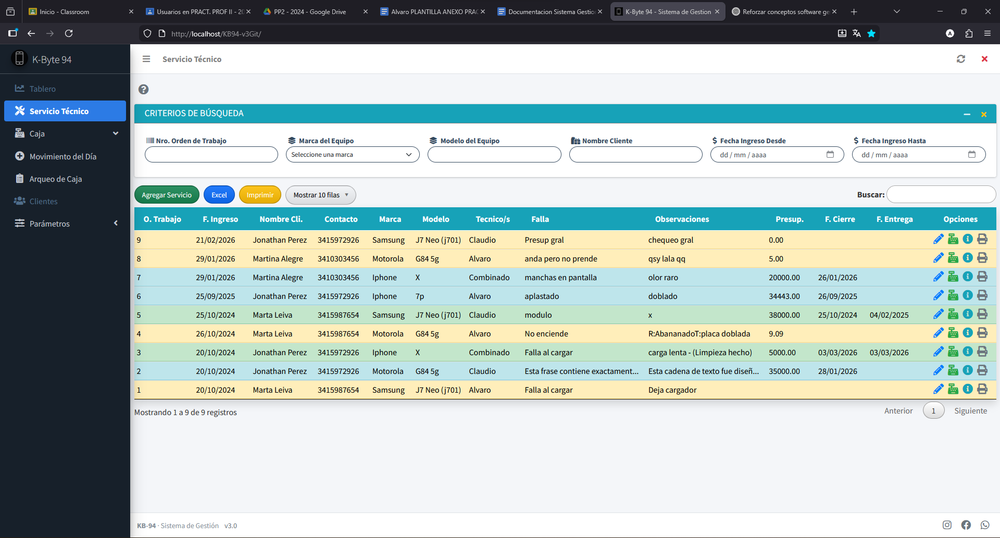 Inicio - Classroom
Usuarios en PRACT. PROF II - 20
PP2 - 2024 - Google Drive
Alvaro PLANTILLA ANEXO PRAC
Documentacion Sistema Gestio
K-Byte 94 - Sistema de Gestion
Reforzar conceptos software ge
http://localhost/KB94-v3Git/
A
K-Byte 94
Servicio Técnico
Tablero
Servicio Técnico
Caja
Movimiento del Día
Arqueo de Caja
Clientes
Parámetros
CRITERIOS DE BÚSQUEDA
Nro. Orden de Trabajo Marca del Equipo Modelo del Equipo Nombre Cliente $ Fecha Ingreso Desde $ Fecha Ingreso Hasta
Seleccione una marca dd / mm / aaaa dd / mm / aaaa
Agregar Servicio Excel Imprimir Mostrar 10 filas Buscar:
O. Trabajo F. Ingreso Nombre Cli. Contacto Marca Modelo Tecnico/s Falla Observaciones Presup. F. Cierre F. Entrega Opciones
9 21/02/2026 Jonathan Perez 3415972926 Samsung J7 Neo (j701) Claudio Presup gral chequeo gral 0.00
8 29/01/2026 Martina Alegre 3410303456 Motorola G84 5g Alvaro anda pero no prende qsy lala qq 5.00
7 29/01/2026 Martina Alegre 3410303456 Iphone X Combinado manchas en pantalla olor raro 20000.00 26/01/2026
6 25/09/2025 Jonathan Perez 3415972926 Iphone 7p Alvaro aplastado doblado 34443.00 26/09/2025
5 25/10/2024 Marta Leiva 3415987654 Samsung J7 Neo (j701) Claudio modulo x 38000.00 25/10/2024 04/02/2025
4 26/10/2024 Marta Leiva 3415987654 Motorola G84 5g Alvaro No enciende R:AbananadoT:placa doblada 9.09
3 20/10/2024 Jonathan Perez 3415972926 Iphone X Combinado Falla al cargar carga lenta - (Limpieza hecho) 5000.00 03/03/2026 03/03/2026
2 20/10/2024 Jonathan Perez 3415972926 Motorola G84 5g Claudio Esta frase contiene exactament... Esta cadena de texto fue diseñ... 35000.00 28/01/2026
1 20/10/2024 Marta Leiva 3415987654 Samsung J7 Neo (j701) Alvaro Falla al cargar Deja cargador
Mostrando 1 a 9 de 9 registros
Anterior 1 Siguiente
KB-94 · Sistema de Gestión v3.0